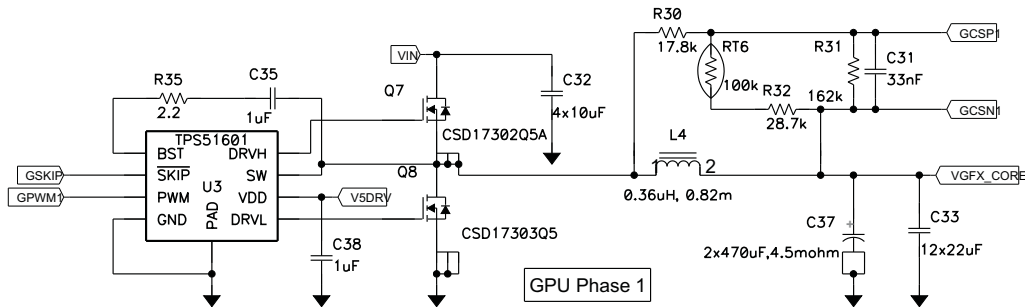 R30
17.8k
GCSP1
VIN
RT6
100k
R31
162k
C31
33nF
R32
28.7k
GCSN1
R35
2.2
C35
1uF
Q7
CSD17302Q5A
C32
4x10uF
TPS51601
BST
DRVH
SKIP
SW
U3
PWM
VDD
GND
PAD
DRVL
GSKIP
GPWM1
V5DRV
Q8
CSD17303Q5
L4
1
2
0.36uH, 0.82m
VGFX_CORE
C38
1uF
C37
+
2x470uF,4.5mohm
C33
12x22uF
GPU Phase 1